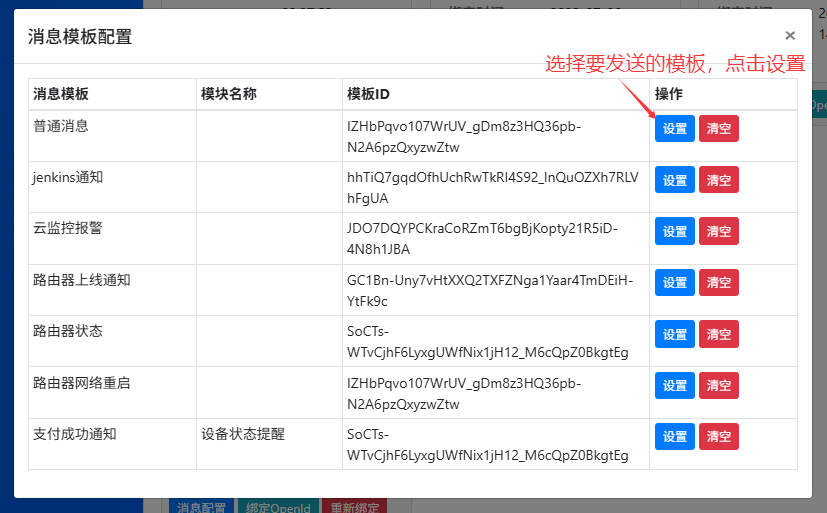 消息模板配置
×
选择要发送的模板，点击设置
消息模板 模块名称 模板ID 操作
普通消息 IZHbPqvo107WrUV_gDm8z3HQ36pb- 设置 清空
N2A6pzQxyzwZtw
jenkins通知 hhTiQ7gqdOfhUchRwTkRI4S92_InQuOZXh7RLV 设置 清空
hFgUA
云监控报警 JDO7DQYPCKraCoRZmT6bgBjKopty21R5iD- 设置 清空
4N8h1JBA
路由器上线通知 GC1Bn-Uny7vHtXXQ2TXFZNga1Yaar4TmDEiH- 设置 清空
YtFk9c
路由器状态 SoCTs- 设置 清空
WTvCjhF6LyxgUWfNix1jH12_M6cQpZ0BkgtEg
路由器网络重启 IZHbPqvo107WrUV_gDm8z3HQ36pb- 设置 清空
N2A6pzQxyzwZtw
支付成功通知 设备状态提醒 SoCTs- 设置 清空
WTvCjhF6LyxgUWfNix1jH12_M6cQpZ0BkgtEg
消息配置 绑定OpenId 重新绑定